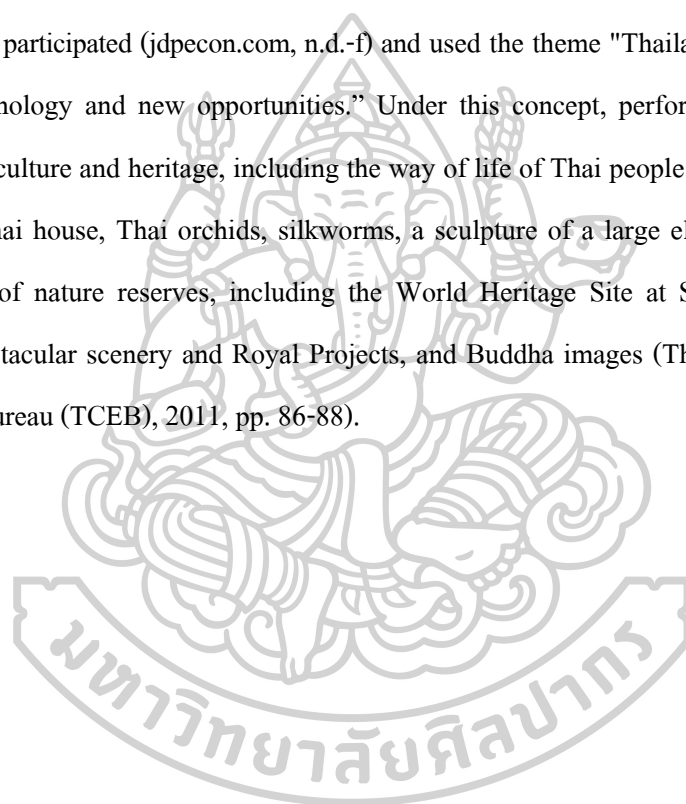 participated (jdpecon.com, n.d.-f) and used the theme "Thaila
nology and new opportunities.” Under this concept, perfor
culture and heritage, including the way of life of Thai people
ai house, Thai orchids, silkworms, a sculpture of a large el
of nature reserves, including the World Heritage Site at S
tacular scenery and Royal Projects, and Buddha images (Th
ureau (TCEB), 2011, pp. 86-88).
มหาวิทยาลัยศิลปากร